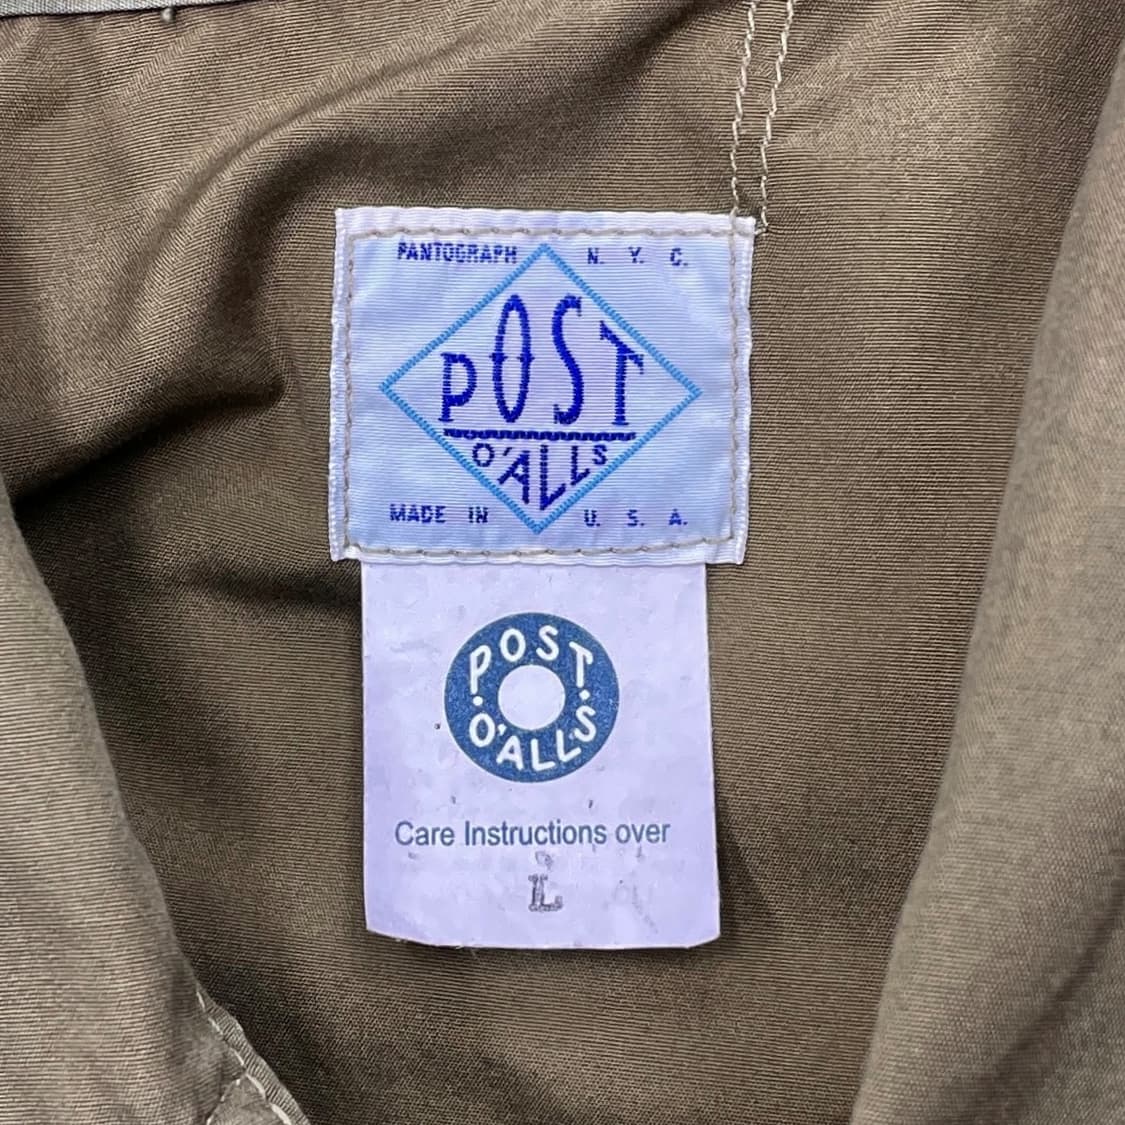 PANTOGRAPH N. Y. C.
POST
O'ALLS
MADE IN U. S. A.
POST
O'ALLS
Care Instructions over
L